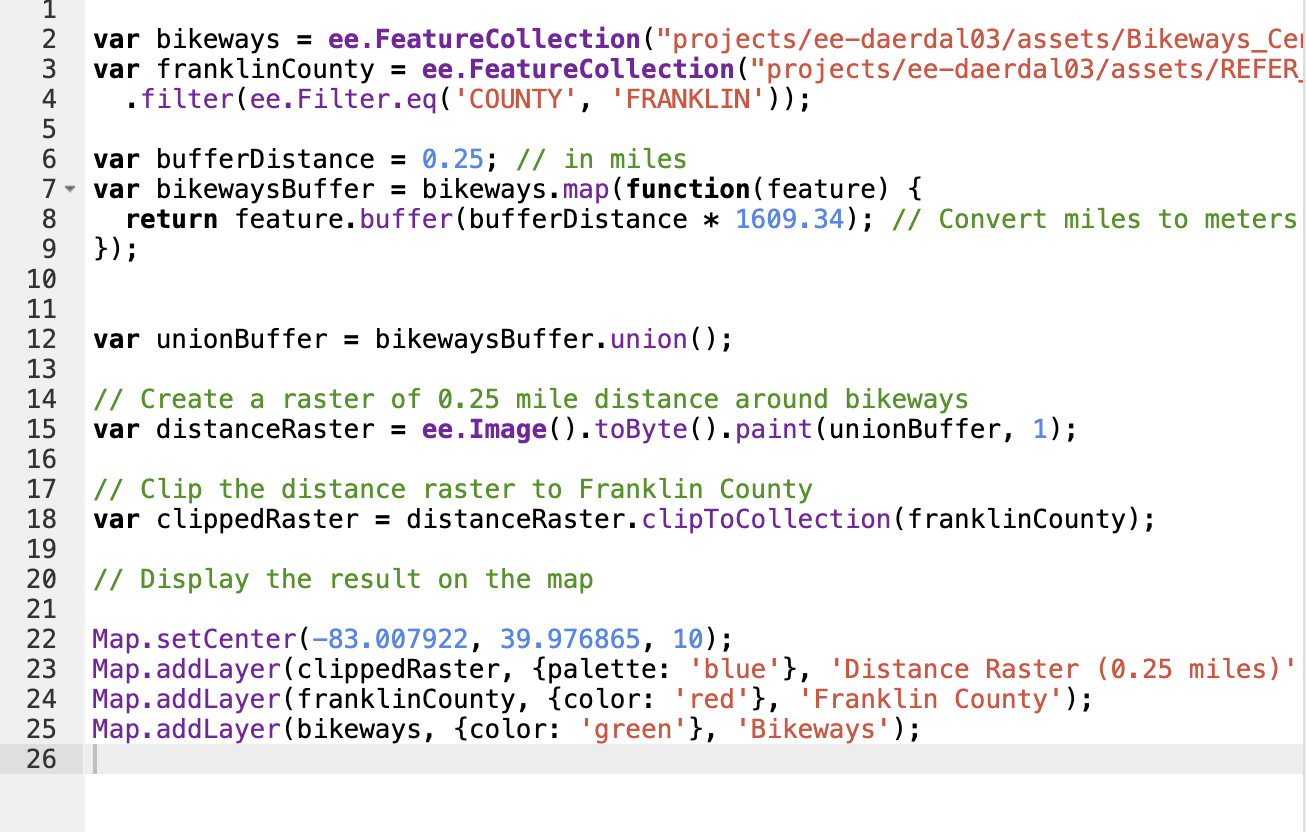 1
2 var bikeways = ee.FeatureCollection("projects/ee-daerdal03/assets/Bikeways_Ce
3 var franklinCounty = ee.FeatureCollection("projects/ee-daerdal03/assets/REFER_
4   .filter(ee.Filter.eq('COUNTY', 'FRANKLIN'));
5
6 var bufferDistance = 0.25; // in miles
7 var bikewaysBuffer = bikeways.map(function(feature) {
8   return feature.buffer(bufferDistance * 1609.34); // Convert miles to meters
9 });
10
11
12 var unionBuffer = bikewaysBuffer.union();
13
14 // Create a raster of 0.25 mile distance around bikeways
15 var distanceRaster = ee.Image().toByte().paint(unionBuffer, 1);
16
17 // Clip the distance raster to Franklin County
18 var clippedRaster = distanceRaster.clipToCollection(franklinCounty);
19
20 // Display the result on the map
21
22 Map.setCenter(-83.007922, 39.976865, 10);
23 Map.addLayer(clippedRaster, {palette: 'blue'}, 'Distance Raster (0.25 miles)'
24 Map.addLayer(franklinCounty, {color: 'red'}, 'Franklin County');
25 Map.addLayer(bikeways, {color: 'green'}, 'Bikeways');
26